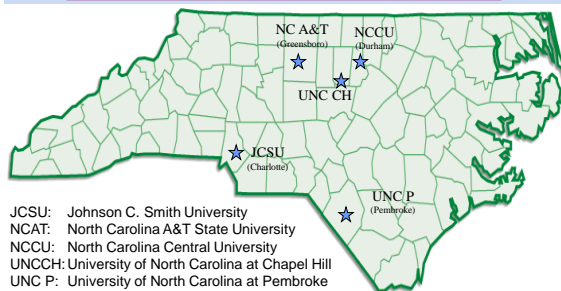 NC A&T
(Greensboro)
NCCU
(Durham)
UNC CH
JCSU
(Charlotte)
UNC P
(Pembroke)
JCSU: Johnson C. Smith University
NCAT: North Carolina A&T State University
NCCU: North Carolina Central University
UNCCH: University of North Carolina at Chapel Hill
UNC P: University of North Carolina at Pembroke